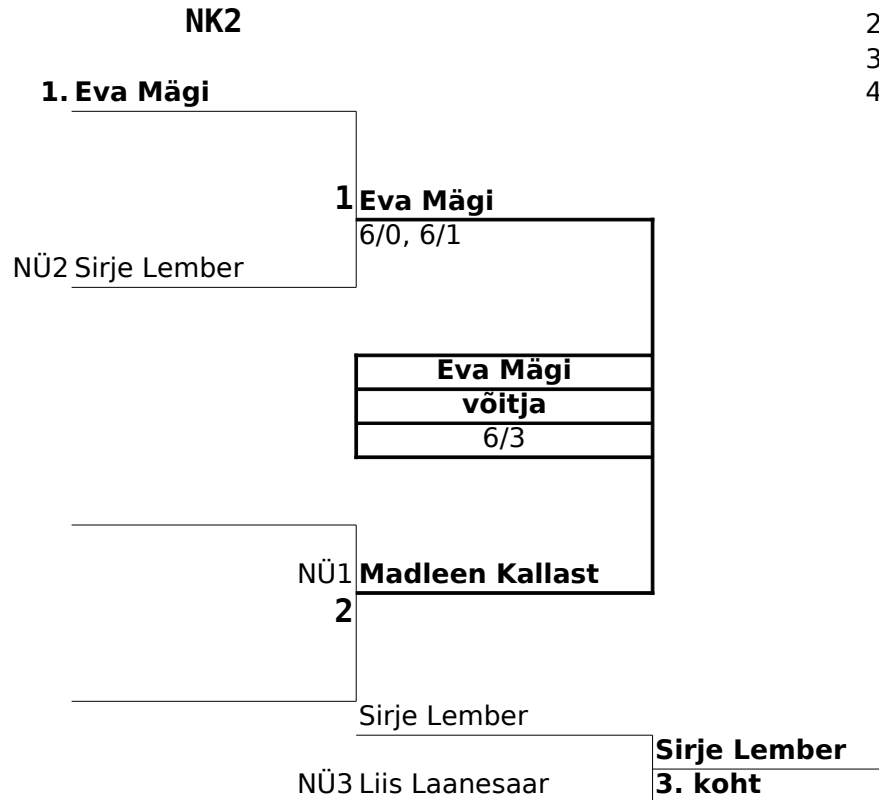 NK2
2
3
4
1. Eva Mägi
1 Eva Mägi
6/0, 6/1
NÜ2 Sirje Lember
Eva Mägi
võitja
6/3
NÜ1 Madleen Kallast
2
Sirje Lember
Sirje Lember
NÜ3 Liis Laanesaar
3. koht